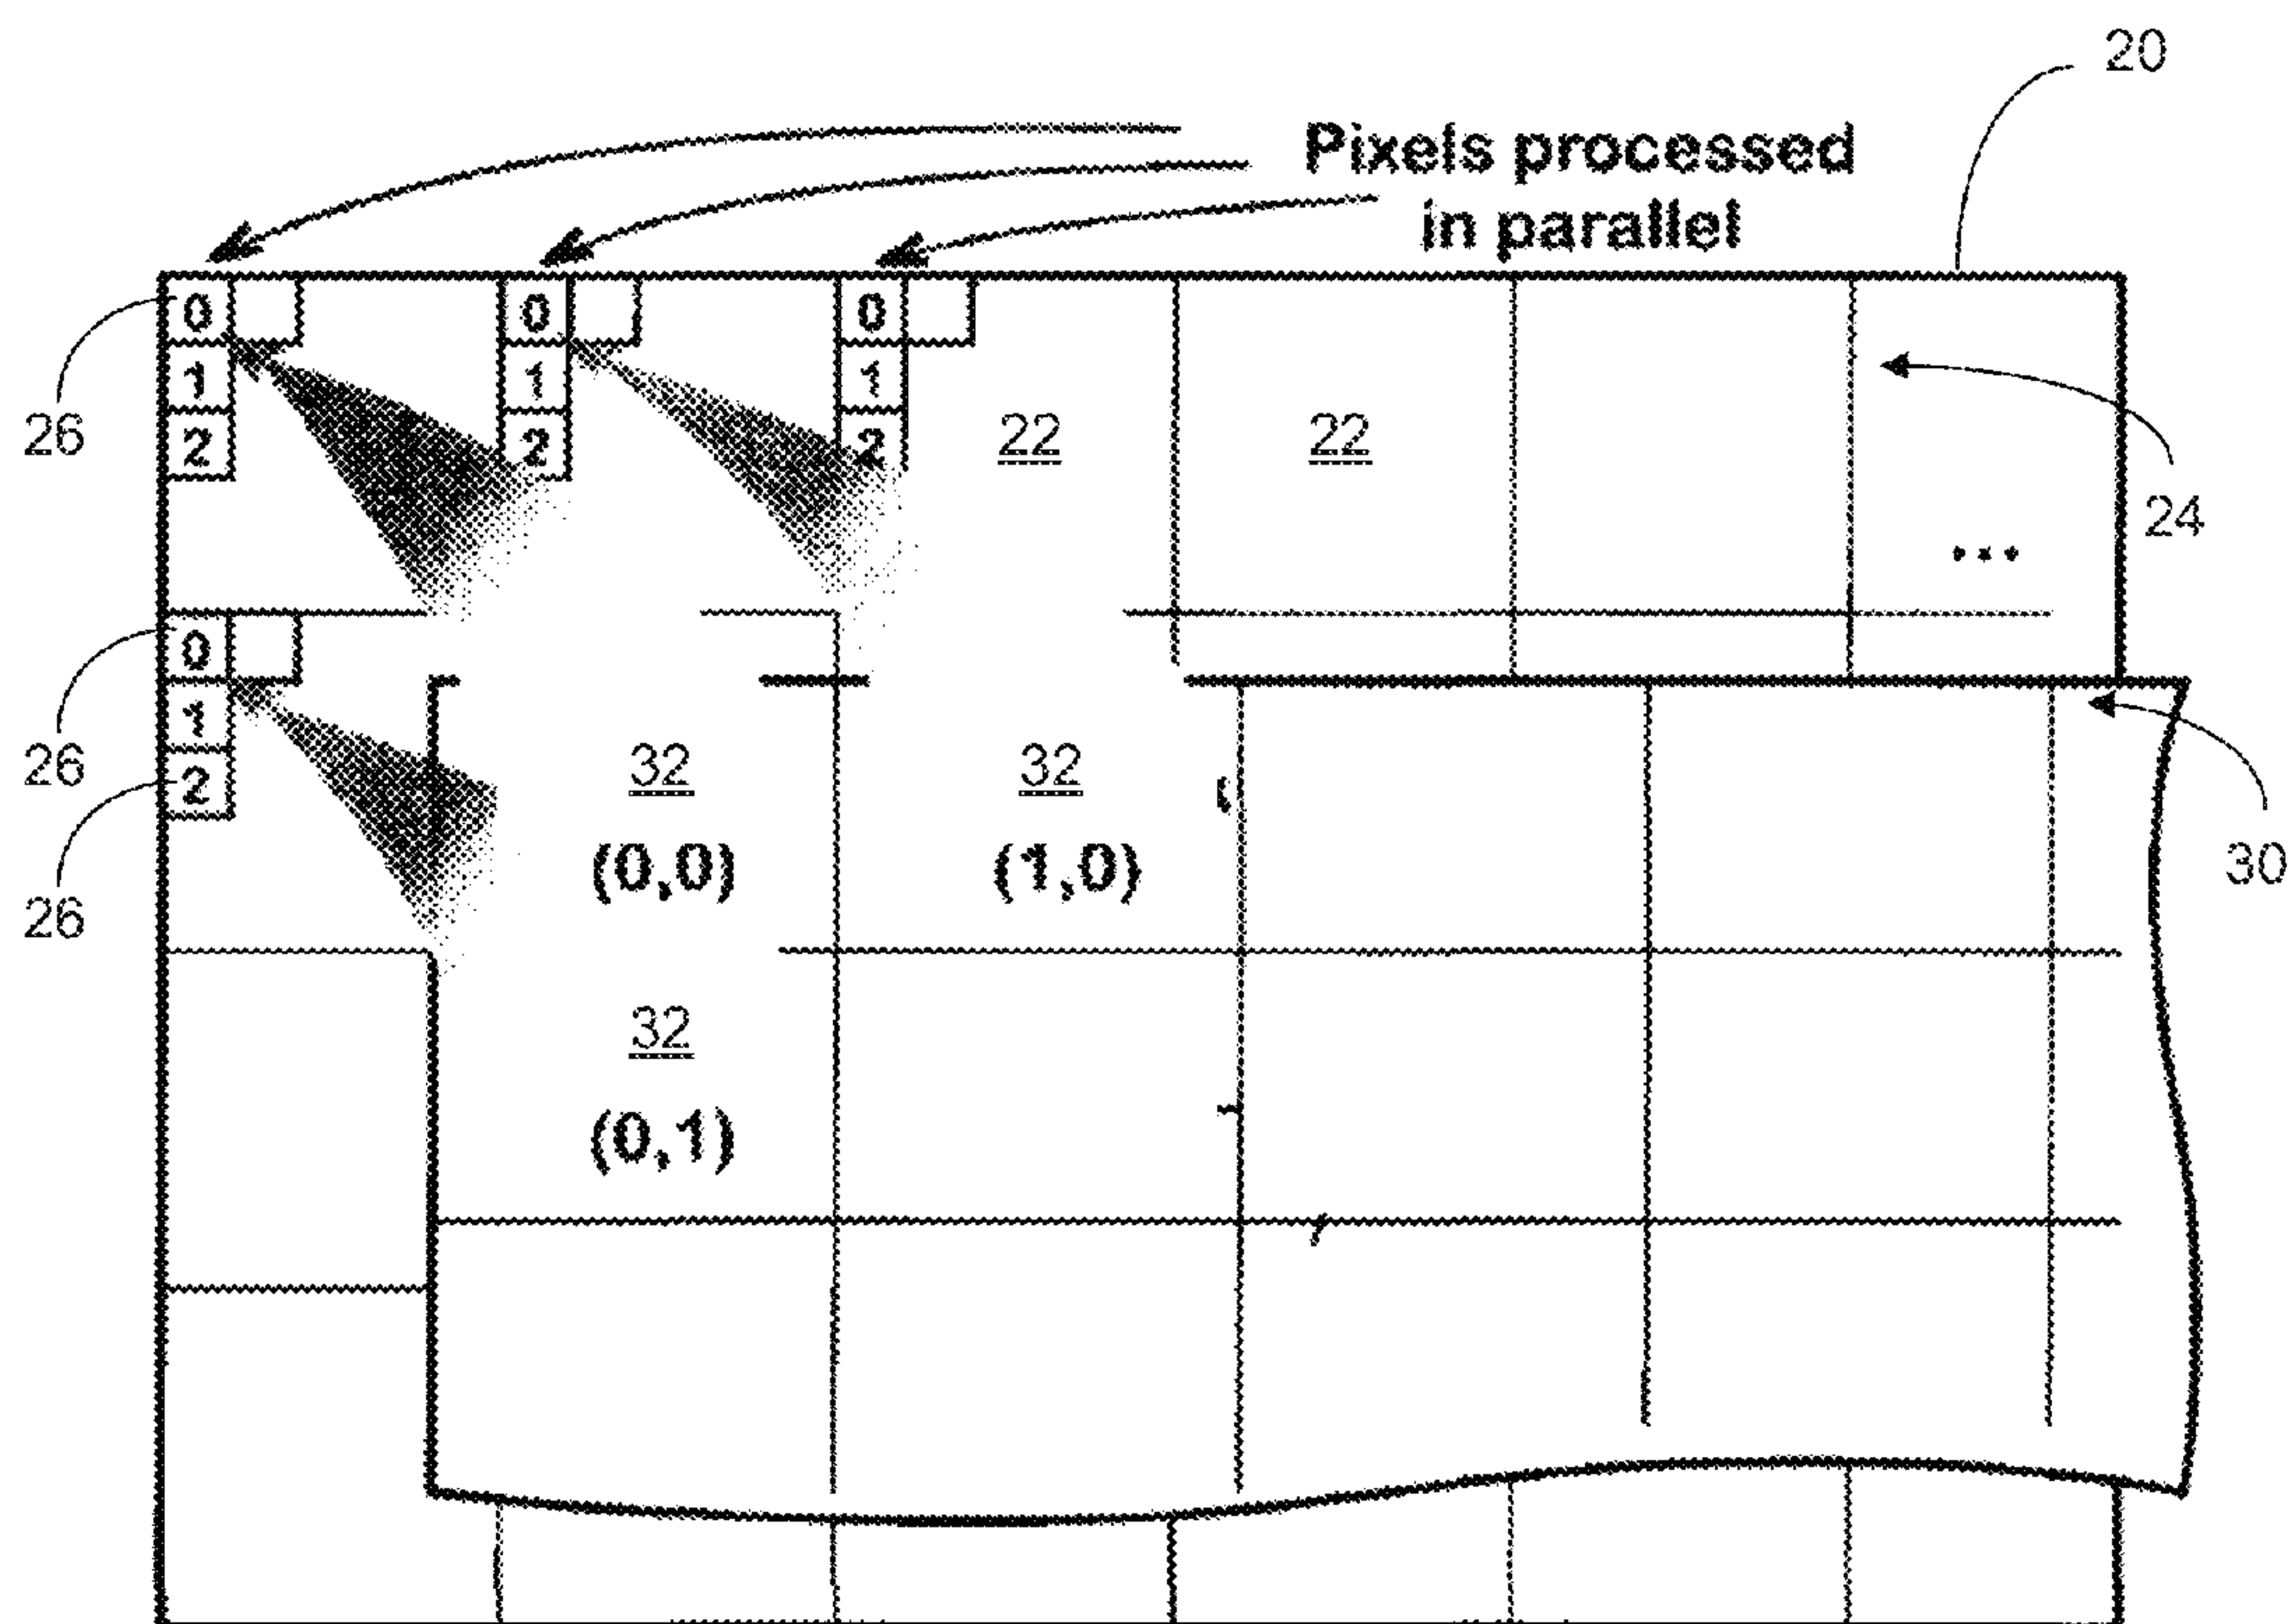 20
Pixels processed
in parallel
0 0 0
1 1 1
26 2 2 2 22 22
24
...
0
26 1 32 32
2
(0,0) (1,0) 30
26
32
(0,1)